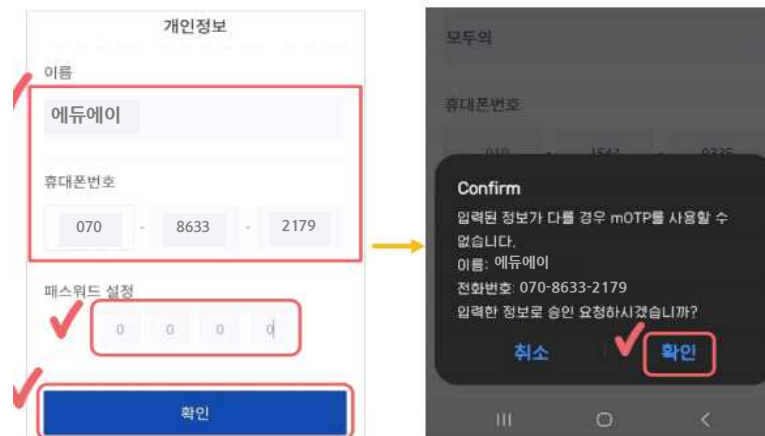 개인정보
이름
에듀에이
휴대폰번호
070 - 8633 - 2179
패스워드 설정
0 0 0 0
확인
모두의
휴대폰번호
010 - 1544 -
Confirm
입력된 정보가 다를 경우 mOTP를 사용할 수
없습니다.
이름: 에듀에이
전화번호: 070-8633-2179
입력한 정보로 승인 요청하시겠습니까?
취소
확인